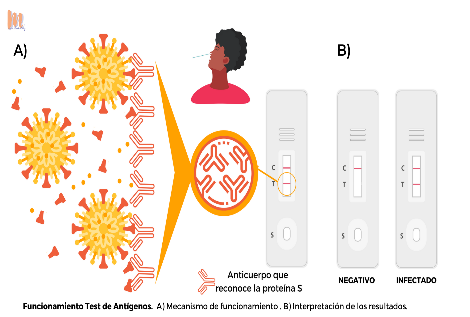 A)
B)
C
T
S
C
T
S
C
T
S
Anticuerpo que
reconoce la proteína S
NEGATIVO
INFECTADO
Funcionamiento Test de Antígenos. A) Mecanismo de funcionamiento , B) Interpretación de los resultados.